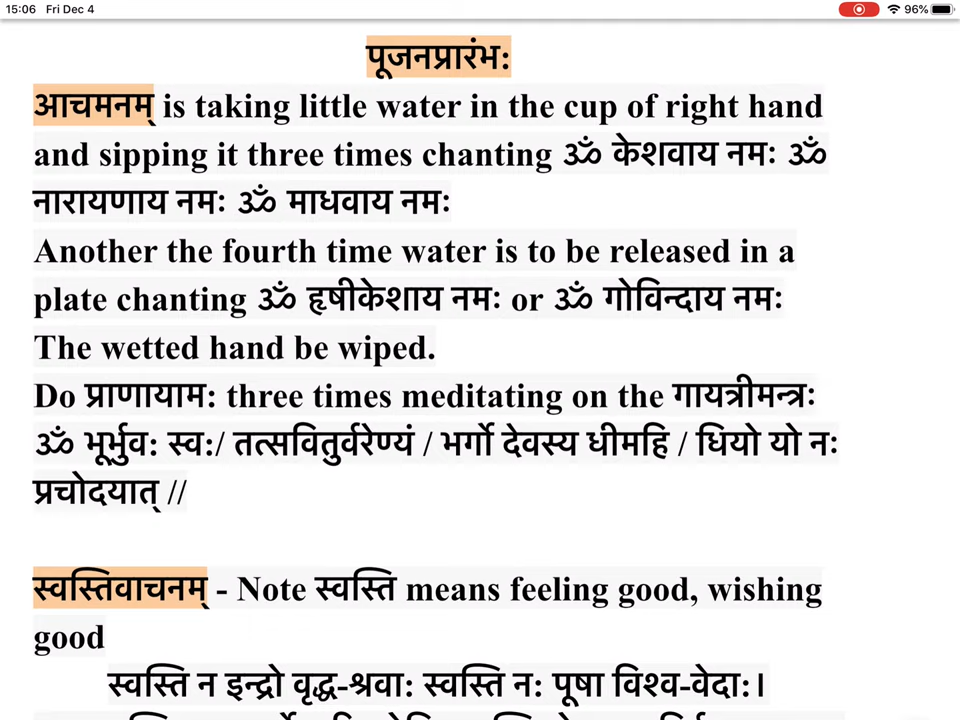 15:06 Fri Dec 4 96%
पूजनप्रारंभ:
आचमनम् is taking little water in the cup of right hand
and sipping it three times chanting ॐ केशवाय नमः ॐ
नारायणाय नमः ॐ माधवाय नमः
Another the fourth time water is to be released in a
plate chanting ॐ हृषीकेशाय नमः or ॐ गोविन्दाय नमः
The wetted hand be wiped.
Do प्राणायाम: three times meditating on the गायत्रीमन्त्रः
ॐ भूर्भुव: स्व:/ तत्सवितुर्वरेण्यं / भर्गो देवस्य धीमहि / धियो यो नः
प्रचोदयात् //
स्वस्तिवाचनम् - Note स्वस्ति means feeling good, wishing
good
स्वस्ति न इन्द्रो वृद्ध-श्रवा: स्वस्ति न: पूषा विश्व-वेदा:।